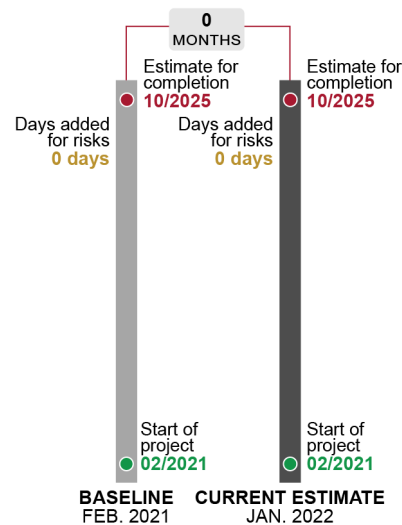 0
MONTHS
Estimate for
completion
10/2025
Days added
for risks
0 days
Start of
project
02/2021
BASELINE
FEB. 2021
Estimate for
completion
10/2025
Days added
for risks
0 days
Start of
project
02/2021
CURRENT ESTIMATE
JAN. 2022